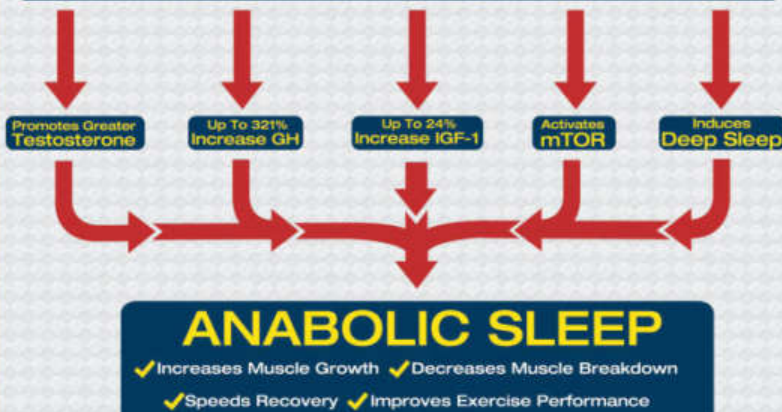 Promotes Greater
Testosterone
Up To 321%
Increase GH
Up To 24%
Increase IGF-1
Activates
mTOR
Induces
Deep Sleep
ANABOLIC SLEEP
Increases Muscle Growth Decreases Muscle Breakdown
Speeds Recovery Improves Exercise Performance